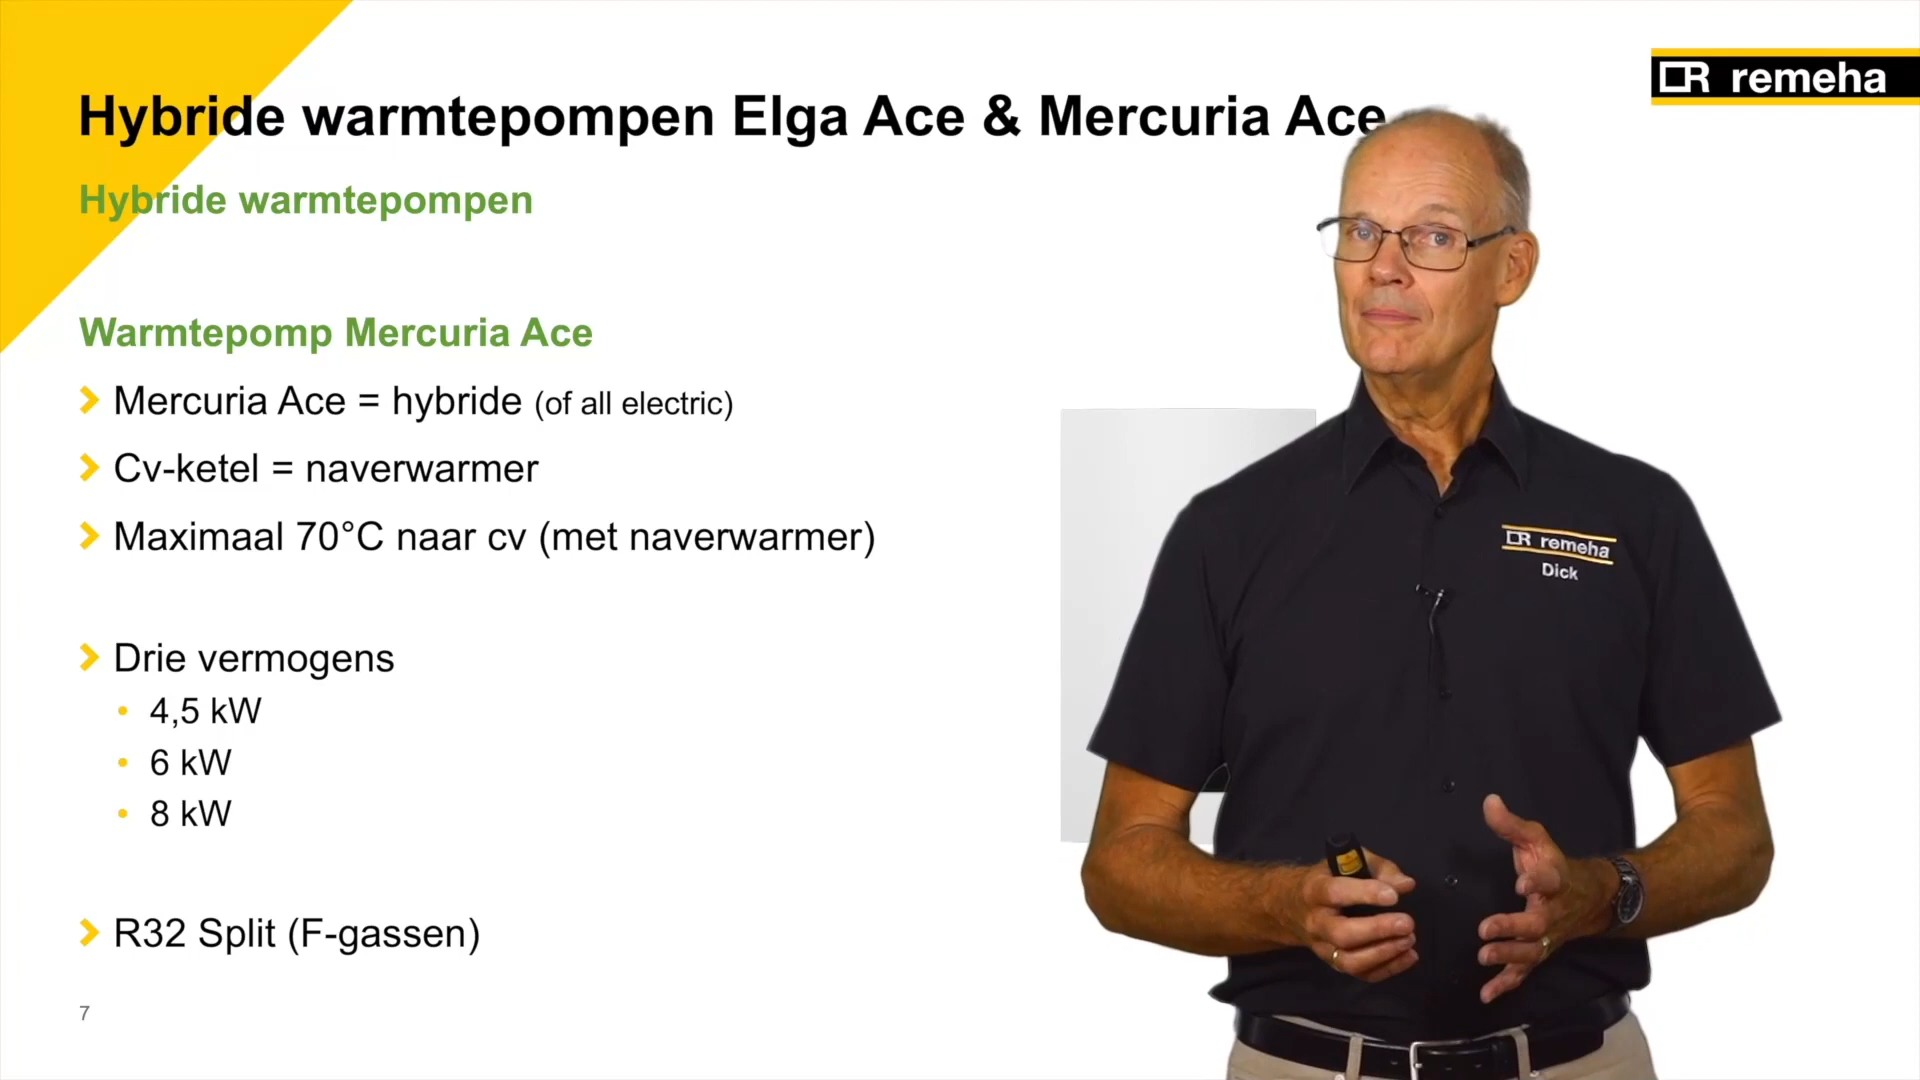 remeha
Hybride warmtepompen Elga Ace & Mercuria Ace
Hybride warmtepompen
Warmtepomp Mercuria Ace
Mercuria Ace = hybride (of all electric)
Cv-ketel = naverwarmer
Maximaal 70°C naar cv (met naverwarmer)
Drie vermogens
• 4,5 kW
• 6 kW
• 8 kW
R32 Split (F-gassen)
7
remeha
Dick